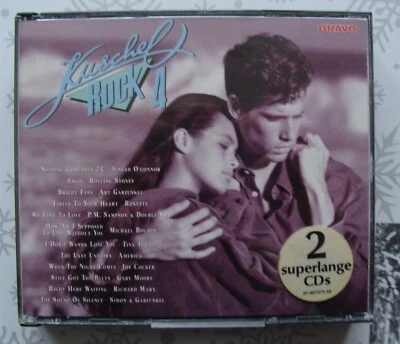 BRAVO
Kuschel
ROCK 4
Nothing Compares 2 U Sinead O'Connor
Angie Rolling Stones
Bright Eyes Art Garfunkel
Listen To Your Heart Roxette
We Love To Love P.M. Sampson & Double Key
How Am I Supposed
To Live Without You Michael Bolton
I Don't Wanna Lose You Tina Turner
The Last Unicorn America
When The Night Comes Joe Cocker
Still Got The Blues Gary Moore
Right Here Waiting Richard Marx
The Sound Of Silence Simon & Garfunkel
2
superlange
CDs